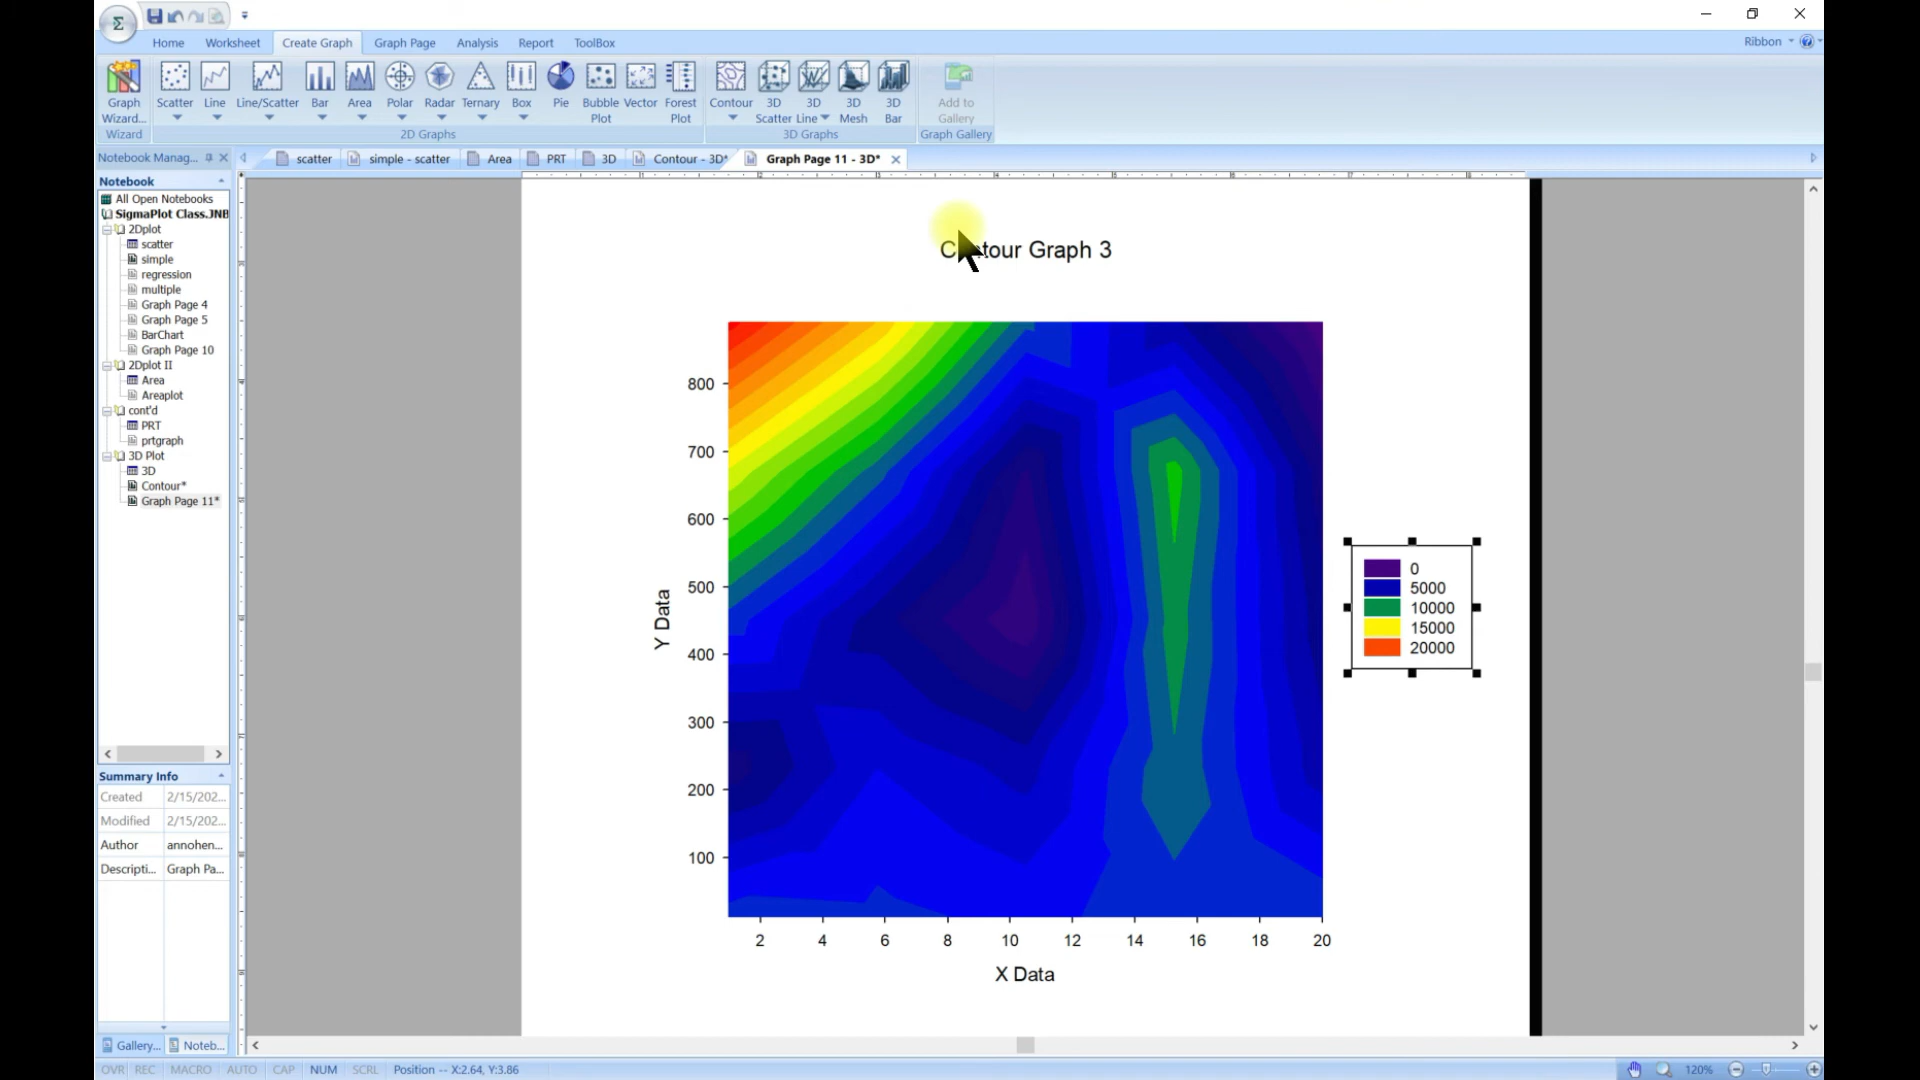 Σ
Home Worksheet Create Graph Graph Page Analysis Report ToolBox Ribbon
Graph Wizard...
Scatter
Line
Line/Scatter
Bar
Area
Polar
Radar
Ternary
Box
Pie
Bubble Plot
Vector
Forest Plot
Contour
3D Scatter
3D Line
3D Mesh
3D Bar
Add to Gallery
Wizard 2D Graphs 3D Graphs Graph Gallery
Notebook Manag...
scatter simple - scatter Area PRT 3D Contour - 3D* Graph Page 11 - 3D*
Notebook
All Open Notebooks
SigmaPlot Class.JNB
2Dplot
scatter
simple
regression
multiple
Graph Page 4
Graph Page 5
BarChart
Graph Page 10
2Dplot II
Area
Areaplot
cont'd
PRT
prtgraph
3D Plot
3D
Contour*
Graph Page 11*
Summary Info
Created 2/15/202...
Modified 2/15/202...
Author annohen...
Descripti... Graph Pa...
Gallery... Noteb...
Graph 3
800
700
600
500
400
300
200
100
Y Data
2 4 6 8 10 12 14 16 18 20
X Data
0
5000
10000
15000
20000
OVR REC MACRO AUTO CAP NUM SCRL Position -- X:2.64, Y:3.86 120%